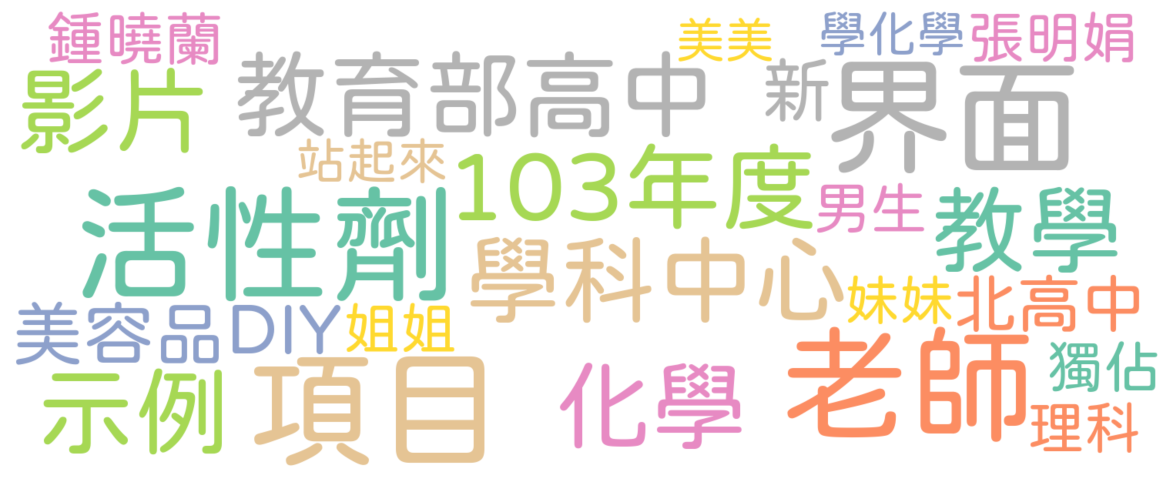 鍾曉蘭
美美
學化學
張明娟
影片
教育部高中
新
界面
站起來
103年度
男生
教學
活性劑
學科中心
妹妹
北高中
美容品DIY
姐姐
老師
獨佔
示例
項目
化學
理科